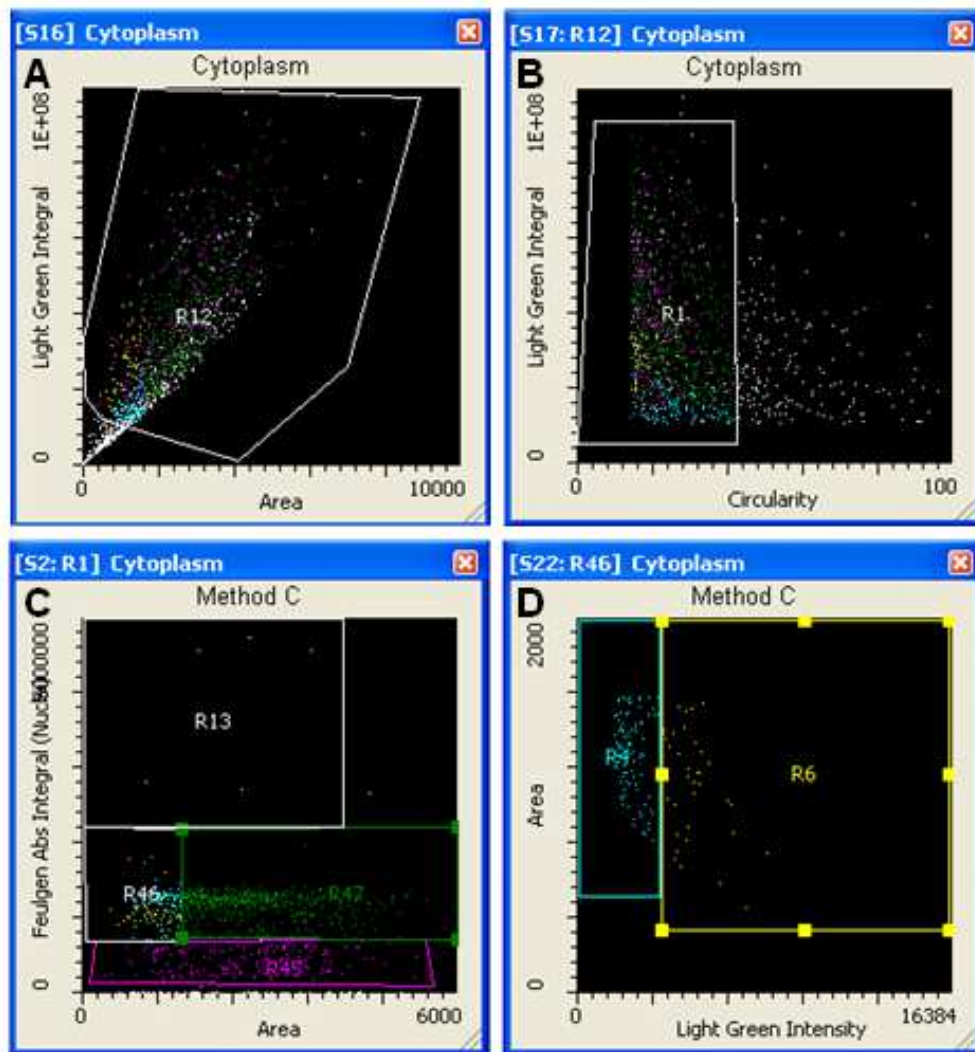 [S16] Cytoplasm
A
Cytoplasm
Light Green Integral
1E+08
0
R12
0
10000
Area
[S17: R12] Cytoplasm
B
Cytoplasm
Light Green Integral
1E+08
0
R1
0
100
Circularity
[S2: R1] Cytoplasm
C
Method C
Feulgen Abs Integral
0
R13
R46
R47
R45
0
6000
Area
[S22: R46] Cytoplasm
D
Method C
Area
2000
0
R4
R6
0
16384
Light Green Intensity